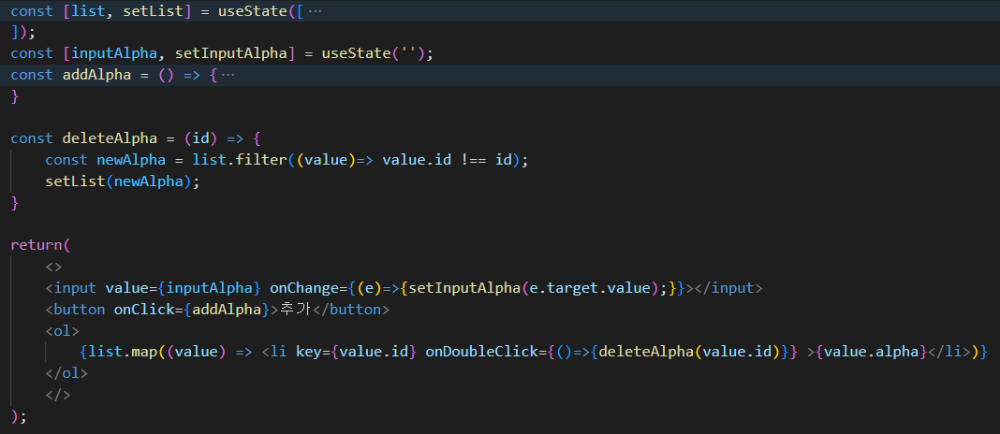 const [list, setList] = useState([ ···
]);
const [inputAlpha, setInputAlpha] = useState('');
const addAlpha = () => { ···
}
const deleteAlpha = (id) => {
const newAlpha = list.filter((value)=> value.id !== id);
setList(newAlpha);
}
return(
<>
<input value={inputAlpha} onChange={(e)=>{setInputAlpha(e.target.value);}}></input>
<button onClick={addAlpha}>추가</button>
<ol>
{list.map((value) => <li key={value.id} onDoubleClick={()=>{deleteAlpha(value.id)}} >{value.alpha}</li>)}
</ol>
</>
);